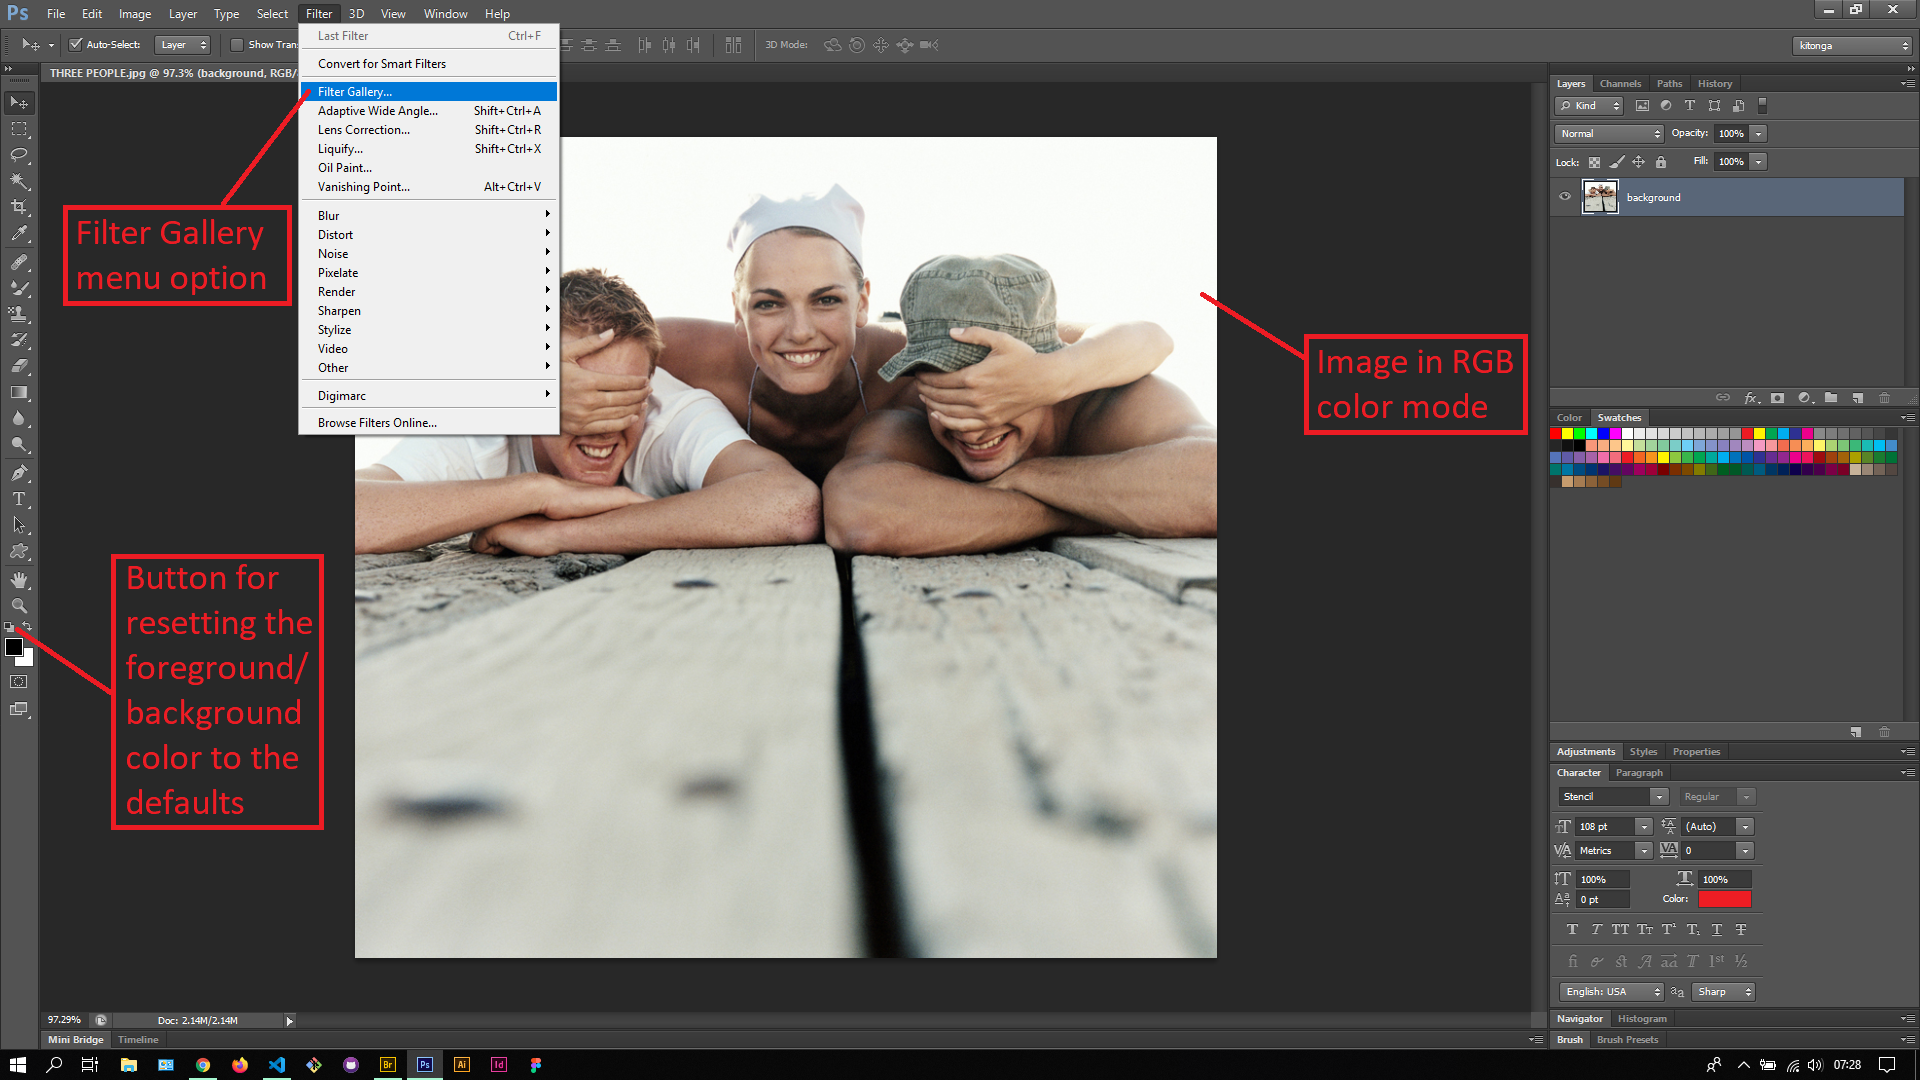 Ps File Edit Image Layer Type Select Filter 3D View Window Help
Auto-Select: Layer Show Tran 3D Mode: kitonga
THREE PEOPLE.jpg @ 97.3% (background, RGB/
Last Filter Ctrl+F
Convert for Smart Filters
Filter Gallery...
Adaptive Wide Angle... Shift+Ctrl+A
Lens Correction... Shift+Ctrl+R
Liquify... Shift+Ctrl+X
Oil Paint...
Vanishing Point... Alt+Ctrl+V
Blur
Distort
Noise
Pixelate
Render
Sharpen
Stylize
Video
Other
Digimarc
Browse Filters Online...
Filter Gallery
menu option
Image in RGB
color mode
Button for
resetting the
foreground/
background
color to the
defaults
Layers Channels Paths History
Kind
Normal Opacity: 100%
Lock: Fill: 100%
background
fx
Color Swatches
Adjustments Styles Properties
Character Paragraph
Stencil Regular
108 pt (Auto)
Metrics 0
100% 100%
0 pt Color:
English: USA Sharp
Navigator Histogram
Brush Brush Presets
97.29% Doc: 2.14M/2.14M
Mini Bridge Timeline
Br Ps Ai Id 07:28